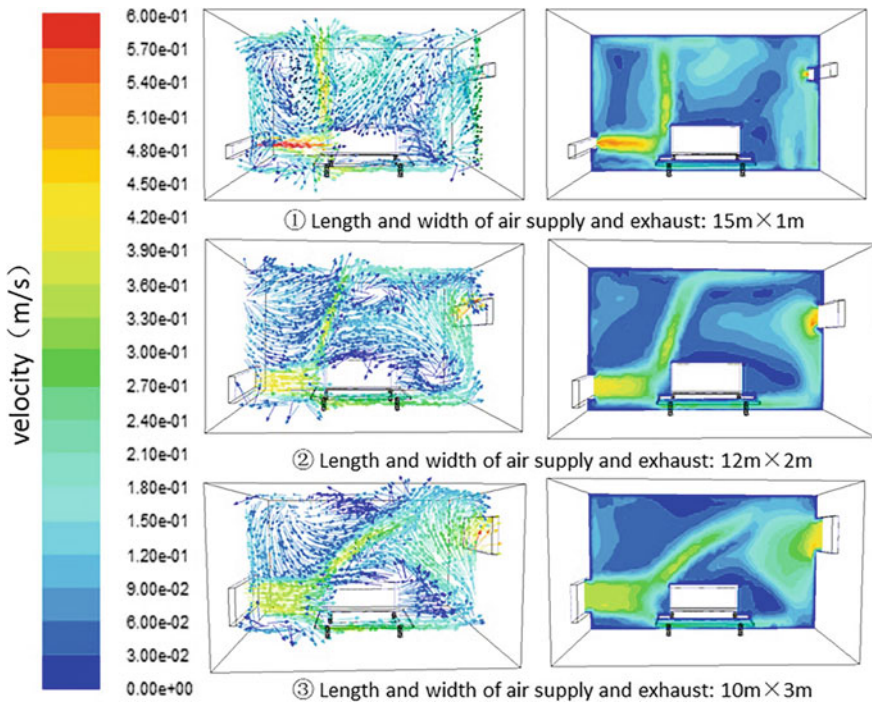 6.00e-01
5.70e-01
5.40e-01
5.10e-01
4.80e-01
4.50e-01
4.20e-01
3.90e-01
3.60e-01
3.30e-01
3.00e-01
2.70e-01
2.40e-01
2.10e-01
1.80e-01
1.50e-01
1.20e-01
9.00e-02
6.00e-02
3.00e-02
0.00e+00
velocity（m/s）
① Length and width of air supply and exhaust: 15m×1m
② Length and width of air supply and exhaust: 12m×2m
③ Length and width of air supply and exhaust: 10m×3m